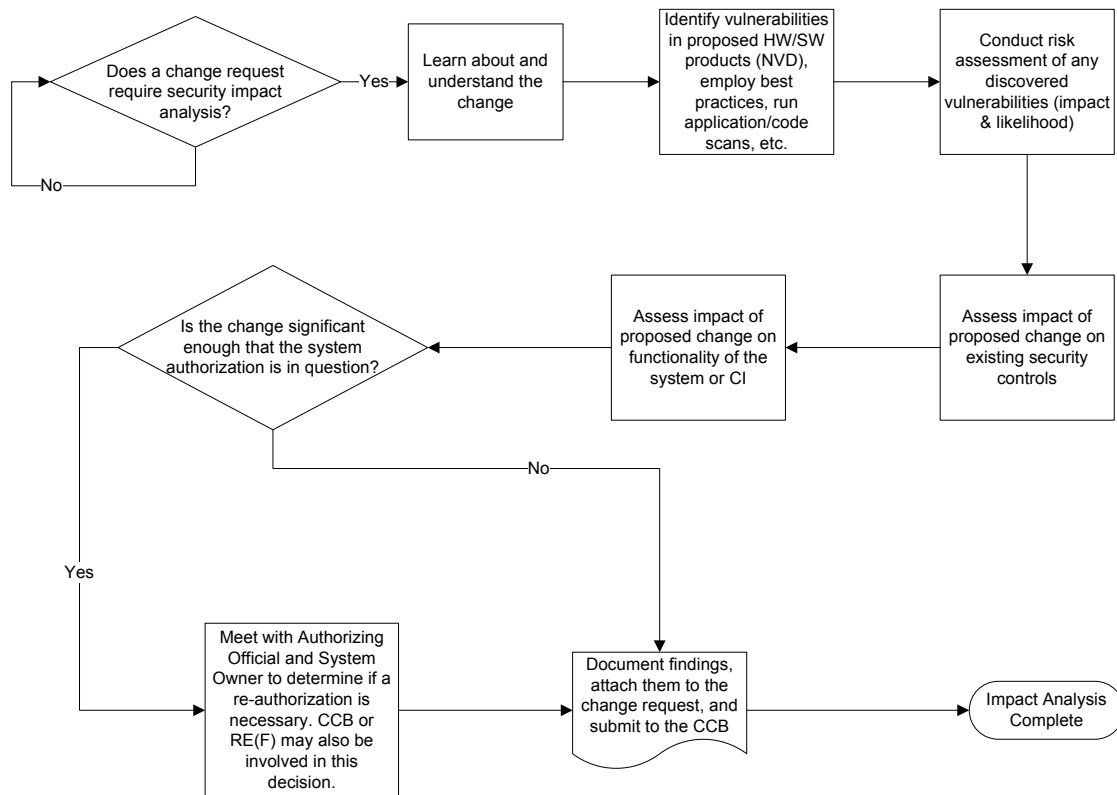 Does a change request
require security impact
analysis?
Yes
No
Learn about and
understand the
change
Identify vulnerabilities
in proposed HW/SW
products (NVD),
employ best
practices, run
application/code
scans, etc.
Conduct risk
assessment of any
discovered
vulnerabilities (impact
& likelihood)
Assess impact of
proposed change on
existing security
controls
Assess impact of
proposed change on
functionality of the
system or CI
Is the change significant
enough that the system
authorization is in
question?
No
Yes
Meet with Authorizing
Official and System
Owner to determine if a
re-authorization is
necessary. CCB or
RE(F) may also be
involved in this
decision.
Document findings,
attach them to the
change request, and
submit to the CCB
Impact Analysis
Complete